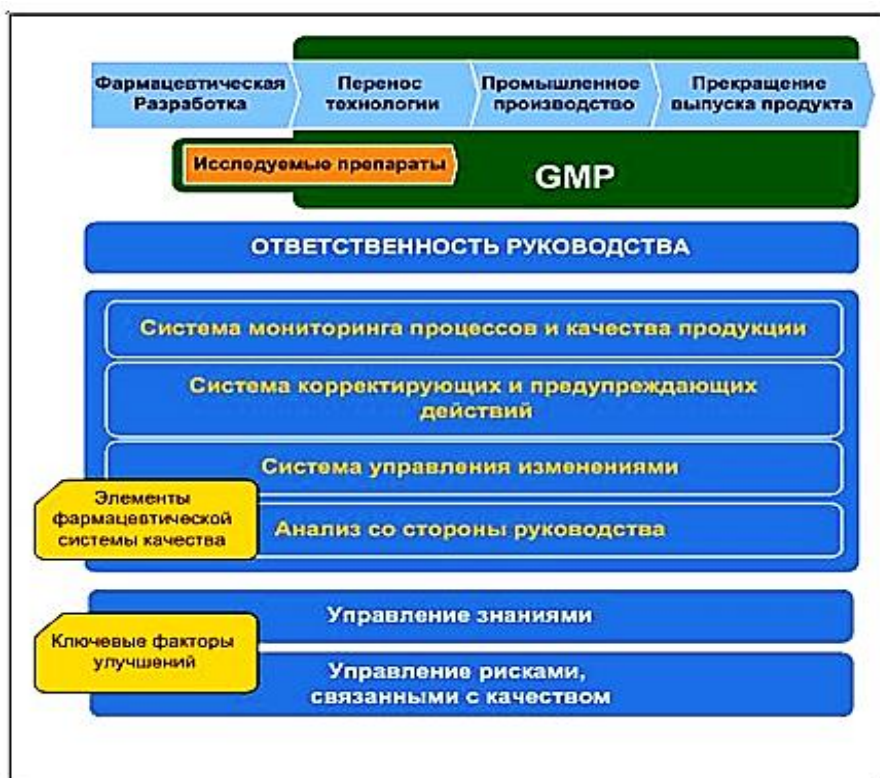 Фармацевтическая
Разработка
Перенос
технологии
Промышленное
производство
Прекращение
выпуска продукта
Исследуемые препараты
GMP
ОТВЕТСТВЕННОСТЬ РУКОВОДСТВА
Система мониторинга процессов и качества продукции
Система корректирующих и предупреждающих
действий
Система управления изменениями
Анализ со стороны руководства
Элементы
фармацевтической
системы качества
Управление знаниями
Ключевые факторы
улучшений
Управление рисками,
связанными с качеством